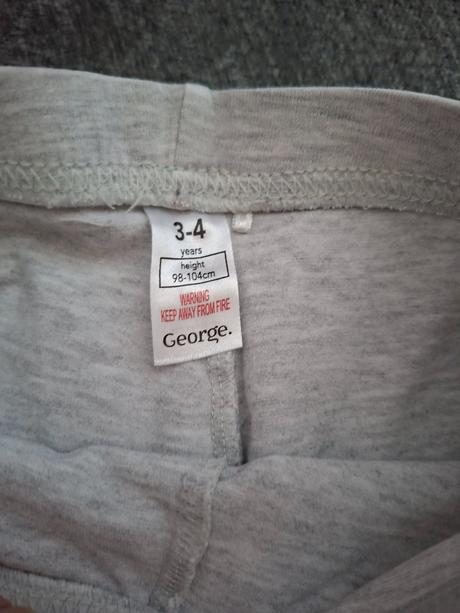 3-4
years
height
98-104cm
WARNING
KEEP AWAY FROM FIRE
George.